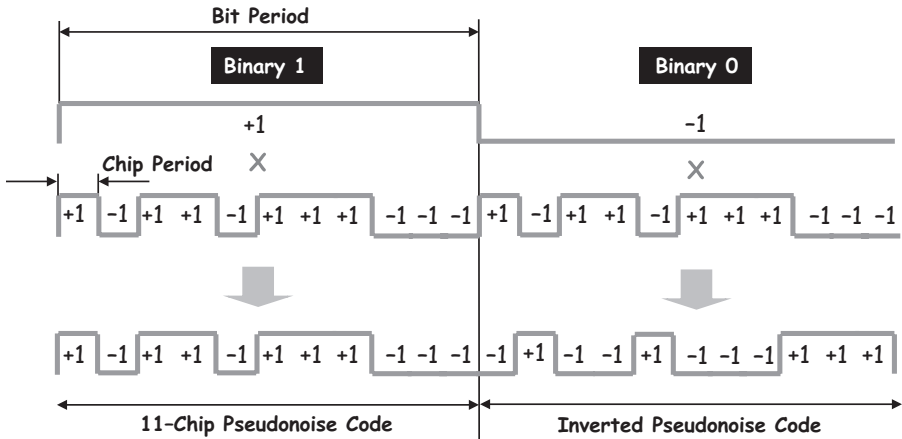 Bit Period
Binary 1 Binary 0
+1 −1
× ×
Chip Period
+1 −1 +1 +1 −1 +1 +1 +1 −1 −1 −1 +1 −1 +1 +1 −1 +1 +1 +1 −1 −1 −1
+1 −1 +1 +1 −1 +1 +1 +1 −1 −1 −1 −1 +1 −1 −1 +1 −1 −1 −1 +1 +1 +1
11–Chip Pseudonoise Code Inverted Pseudonoise Code